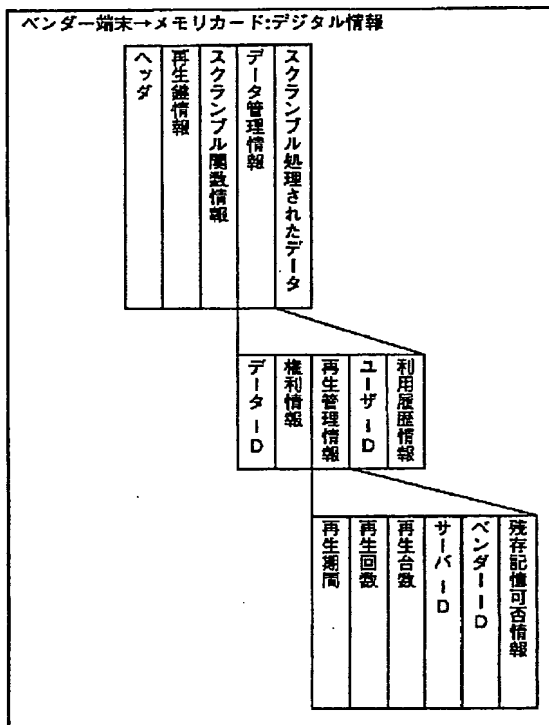 ベンダー端末→メモリカード:デジタル情報
ヘッダ
再生鍵情報
スクランブル関数情報
データ管理情報
スクランブル処理されたデータ
データID
権利情報
再生管理情報
ユーザID
利用履歴情報
再生期間
再生回数
再生台数
サーバID
ベンダーID
残存記憶可否情報